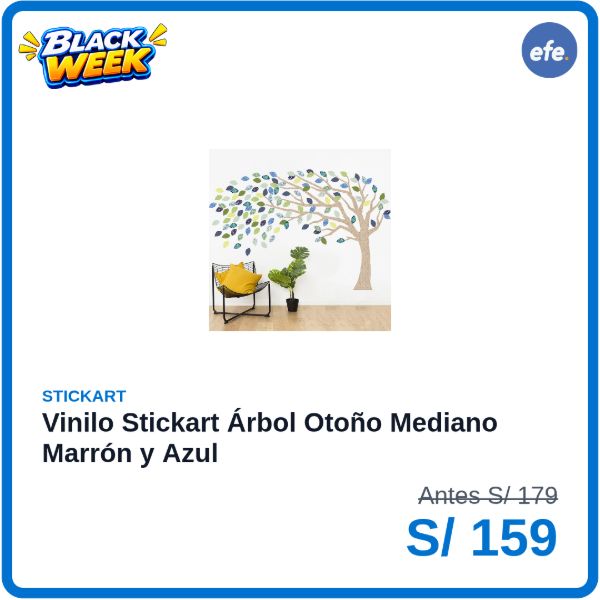 BLACK
WEEK
efe.
STICKART
Vinilo Stickart Árbol Otoño Mediano
Marrón y Azul
Antes S/ 179
S/ 159